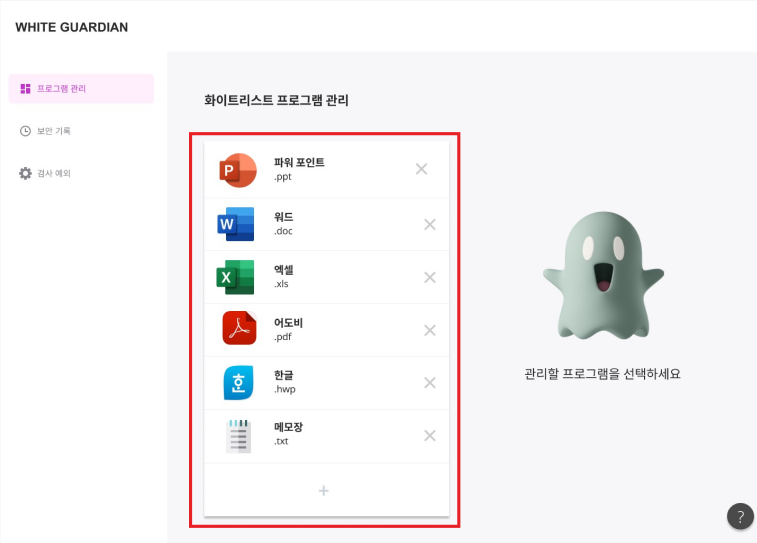 WHITE GUARDIAN
프로그램 관리
보안 기록
검사 예외
화이트리스트 프로그램 관리
P
파워 포인트
.ppt
W
워드
.doc
X
엑셀
.xls
어도비
.pdf
ᄒᆞᆫ
한글
.hwp
메모장
.txt
+
관리할 프로그램을 선택하세요
?